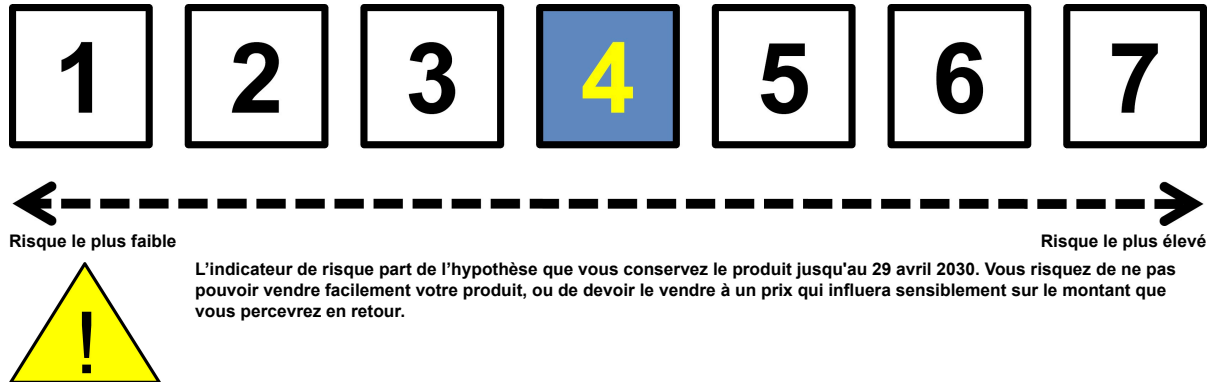 1 2 3 4 5 6 7
Risque le plus faible Risque le plus élevé
L’indicateur de risque part de l’hypothèse que vous conservez le produit jusqu'au 29 avril 2030. Vous risquez de ne pas
pouvoir vendre facilement votre produit, ou de devoir le vendre à un prix qui influera sensiblement sur le montant que
vous percevrez en retour.
!